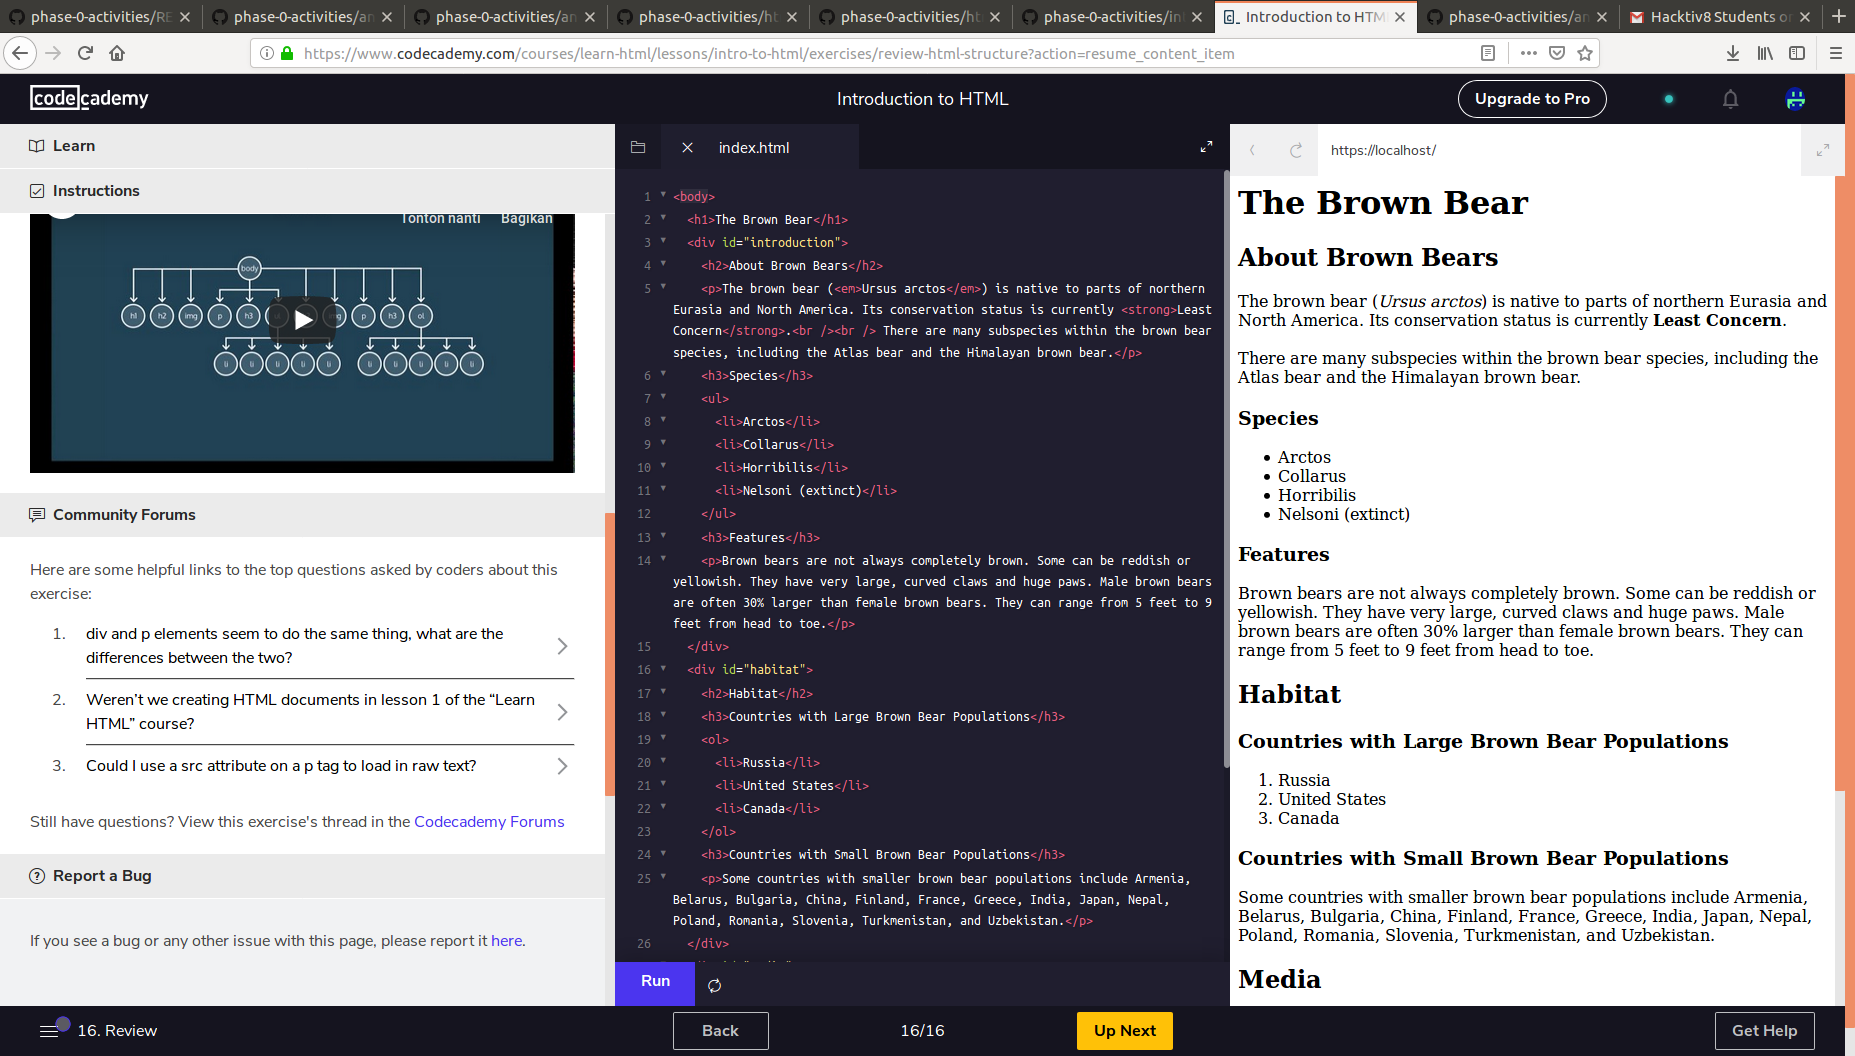 phase-0-activities/RE
phase-0-activities/an
phase-0-activities/an
phase-0-activities/ht
phase-0-activities/ht
phase-0-activities/int
Introduction to HTM
phase-0-activities/an
Hacktiv8 Students on
https://www.codecademy.com/courses/learn-html/lessons/intro-to-html/exercises/review-html-structure?action=resume_content_item
codecademy
Introduction to HTML
Upgrade to Pro
Learn
Instructions
Tonton nanti Bagikan
body
h1 h2 img p h3 img p h3 ol
li li li li li li li li li li
Community Forums
Here are some helpful links to the top questions asked by coders about this
exercise:
1. div and p elements seem to do the same thing, what are the
differences between the two?
2. Weren’t we creating HTML documents in lesson 1 of the “Learn
HTML” course?
3. Could I use a src attribute on a p tag to load in raw text?
Still have questions? View this exercise's thread in the Codecademy Forums
Report a Bug
If you see a bug or any other issue with this page, please report it here.
index.html
1 <body>
2 <h1>The Brown Bear</h1>
3 <div id="introduction">
4 <h2>About Brown Bears</h2>
5 <p>The brown bear (<em>Ursus arctos</em>) is native to parts of northern
Eurasia and North America. Its conservation status is currently <strong>Least
Concern</strong>.<br /><br /> There are many subspecies within the brown bear
species, including the Atlas bear and the Himalayan brown bear.</p>
6 <h3>Species</h3>
7 <ul>
8 <li>Arctos</li>
9 <li>Collarus</li>
10 <li>Horribilis</li>
11 <li>Nelsoni (extinct)</li>
12 </ul>
13 <h3>Features</h3>
14 <p>Brown bears are not always completely brown. Some can be reddish or
yellowish. They have very large, curved claws and huge paws. Male brown bears
are often 30% larger than female brown bears. They can range from 5 feet to 9
feet from head to toe.</p>
15 </div>
16 <div id="habitat">
17 <h2>Habitat</h2>
18 <h3>Countries with Large Brown Bear Populations</h3>
19 <ol>
20 <li>Russia</li>
21 <li>United States</li>
22 <li>Canada</li>
23 </ol>
24 <h3>Countries with Small Brown Bear Populations</h3>
25 <p>Some countries with smaller brown bear populations include Armenia,
Belarus, Bulgaria, China, Finland, France, Greece, India, Japan, Nepal,
Poland, Romania, Slovenia, Turkmenistan, and Uzbekistan.</p>
26 </div>
Run
https://localhost/
The Brown Bear
About Brown Bears
The brown bear (Ursus arctos) is native to parts of northern Eurasia and
North America. Its conservation status is currently Least Concern.
There are many subspecies within the brown bear species, including the
Atlas bear and the Himalayan brown bear.
Species
• Arctos
• Collarus
• Horribilis
• Nelsoni (extinct)
Features
Brown bears are not always completely brown. Some can be reddish or
yellowish. They have very large, curved claws and huge paws. Male
brown bears are often 30% larger than female brown bears. They can
range from 5 feet to 9 feet from head to toe.
Habitat
Countries with Large Brown Bear Populations
1. Russia
2. United States
3. Canada
Countries with Small Brown Bear Populations
Some countries with smaller brown bear populations include Armenia,
Belarus, Bulgaria, China, Finland, France, Greece, India, Japan, Nepal,
Poland, Romania, Slovenia, Turkmenistan, and Uzbekistan.
Media
16. Review
Back
16/16
Up Next
Get Help